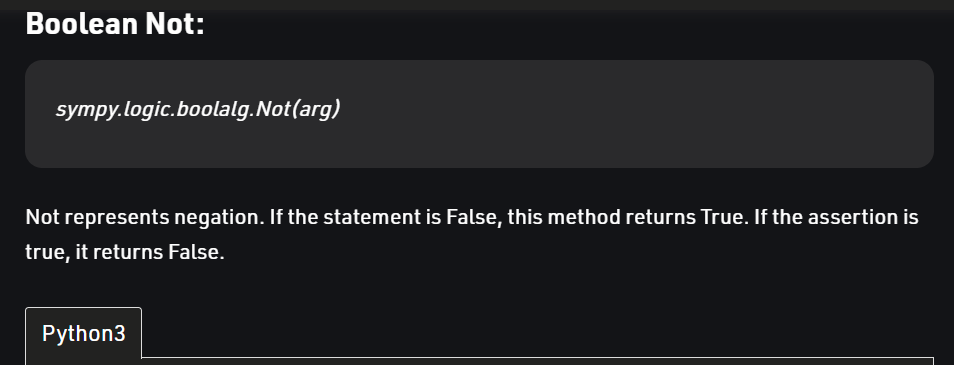 Boolean Not:
sympy.logic.boolalg.Not(arg)
Not represents negation. If the statement is False, this method returns True. If the assertion is
true, it returns False.
Python3